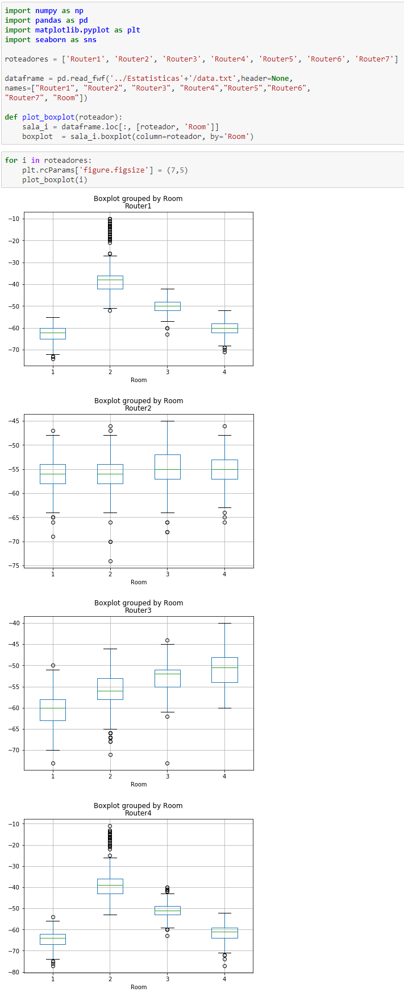 import numpy as np
import pandas as pd
import matplotlib.pyplot as plt
import seaborn as sns
roteadores = ['Router1', 'Router2', 'Router3', 'Router4', 'Router5', 'Router6', 'Router7']
dataframe = pd.read_fwf('../Estatisticas'+'/data.txt',header=None,
names=["Router1", "Router2", "Router3", "Router4","Router5","Router6",
"Router7", "Room"])
def plot_boxplot(roteador):
    sala_i = dataframe.loc[:, [roteador, 'Room']]
    boxplot  = sala_i.boxplot(column=roteador, by='Room')
for i in roteadores:
    plt.rcParams['figure.figsize'] = (7,5)
    plot_boxplot(i)
Boxplot grouped by Room
Router1
−10
−20
−30
−40
−50
−60
−70
1 2 3 4
Room
Boxplot grouped by Room
Router2
−45
−50
−55
−60
−65
−70
−75
1 2 3 4
Room
Boxplot grouped by Room
Router3
−40
−45
−50
−55
−60
−65
−70
1 2 3 4
Room
Boxplot grouped by Room
Router4
−10
−20
−30
−40
−50
−60
−70
−80
1 2 3 4
Room